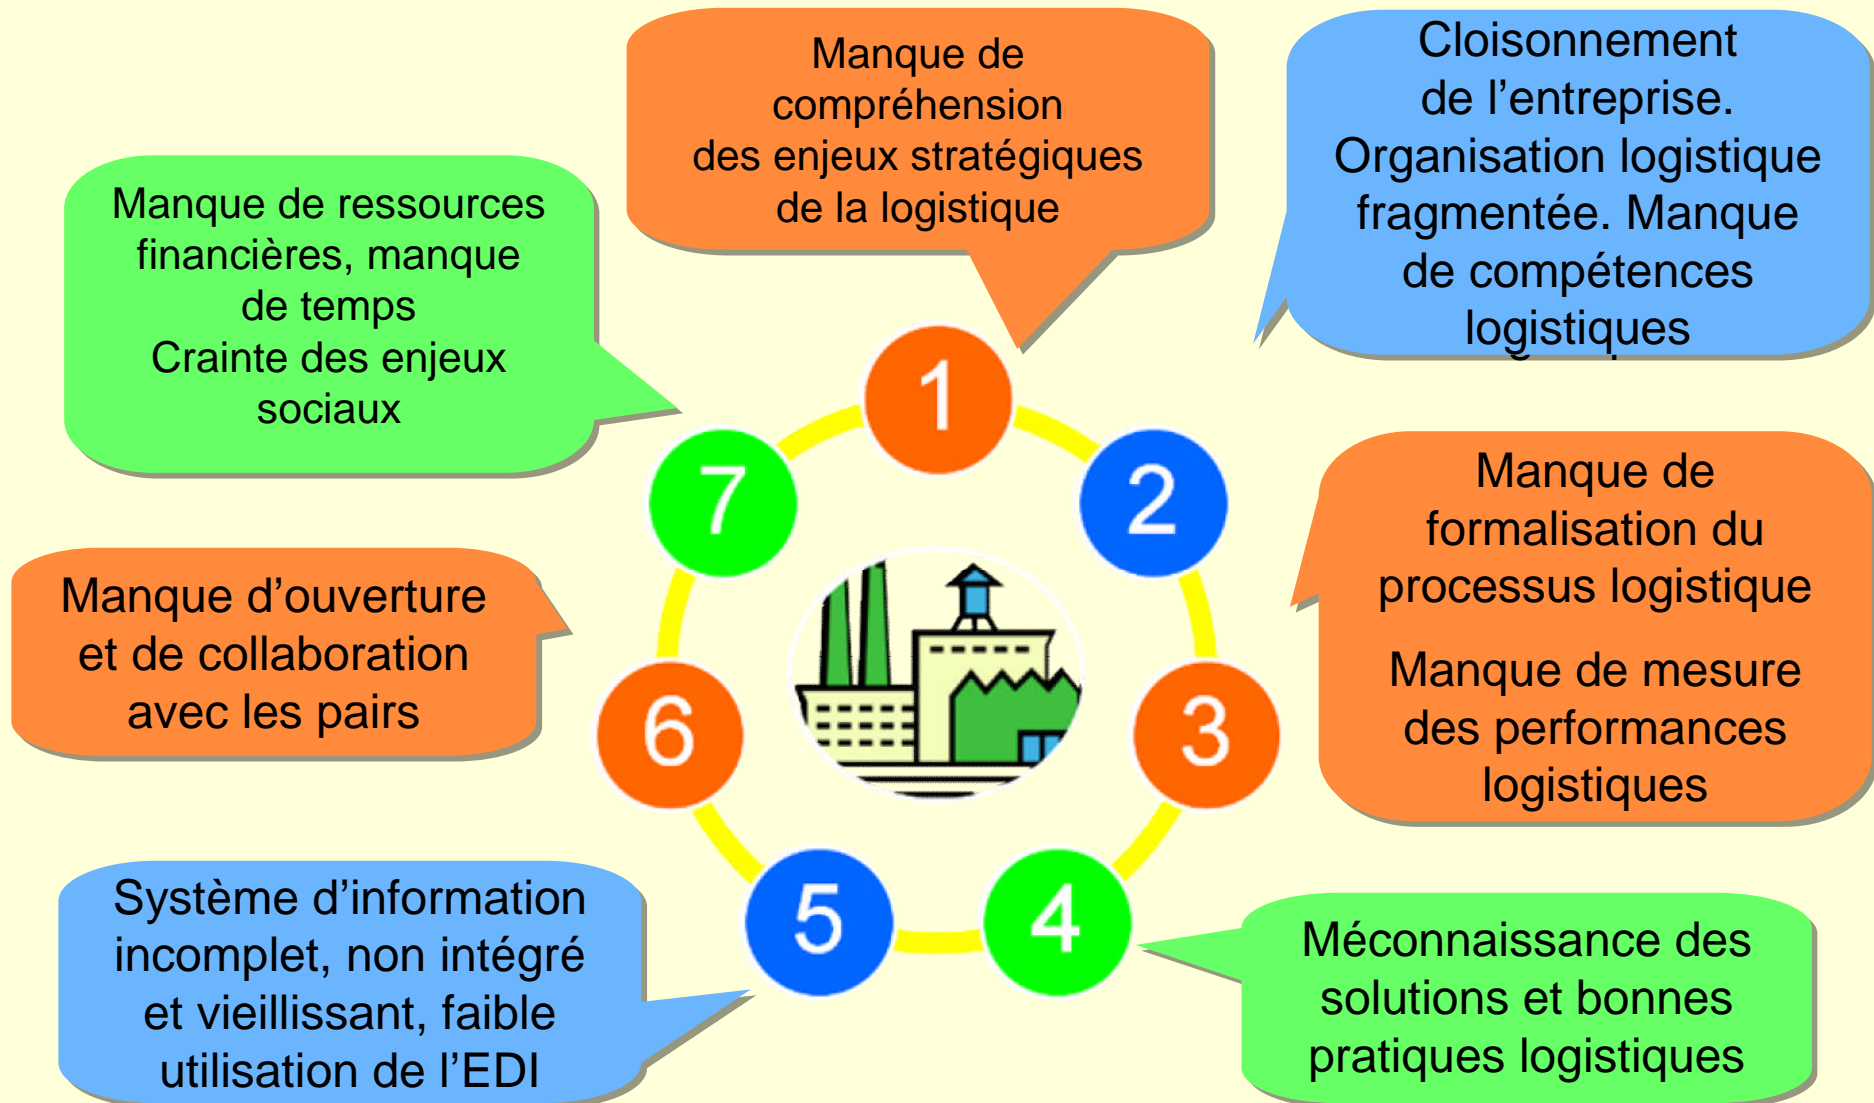 Manque de
compréhension
des enjeux stratégiques
de la logistique
Cloisonnement
de l’entreprise.
Organisation logistique
fragmentée. Manque
de compétences
logistiques
Manque de ressources
financières, manque
de temps
Crainte des enjeux
sociaux
1
2
7
Manque de
formalisation du
processus logistique
Manque de mesure
des performances
logistiques
Manque d’ouverture
et de collaboration
avec les pairs
6
3
5
4
Système d’information
incomplet, non intégré
et vieillissant, faible
utilisation de l’EDI
Méconnaissance des
solutions et bonnes
pratiques logistiques